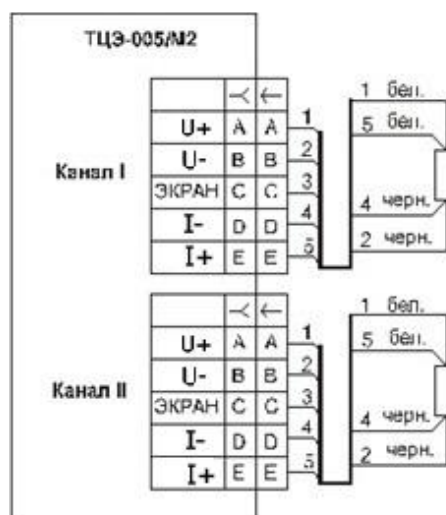 ТЦЭ-005/М2
Канал I
U+ A A 1
U- B B 2
ЭКРАН C C 3
I- D D 4
I+ E E 5
1 бел.
5 бел.
4 черн.
2 черн.
Канал II
U+ A A 1
U- B B 2
ЭКРАН C C 3
I- D D 4
I+ E E 5
1 бел.
5 бел.
4 черн.
2 черн.